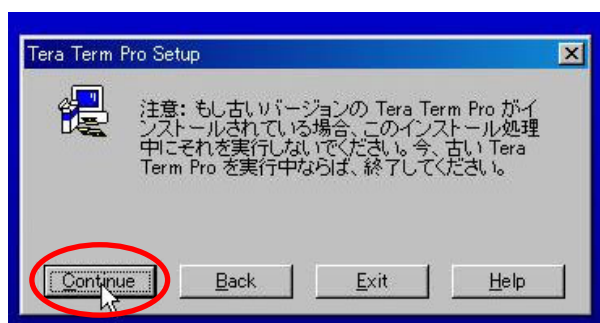 Tera Term Pro Setup
注意: もし古いバージョンの Tera Term Pro がイ
ンストールされている場合、このインストール処理
中にそれを実行しないでください。今、古い Tera
Term Pro を実行中ならば、終了してください。
Continue Back Exit Help